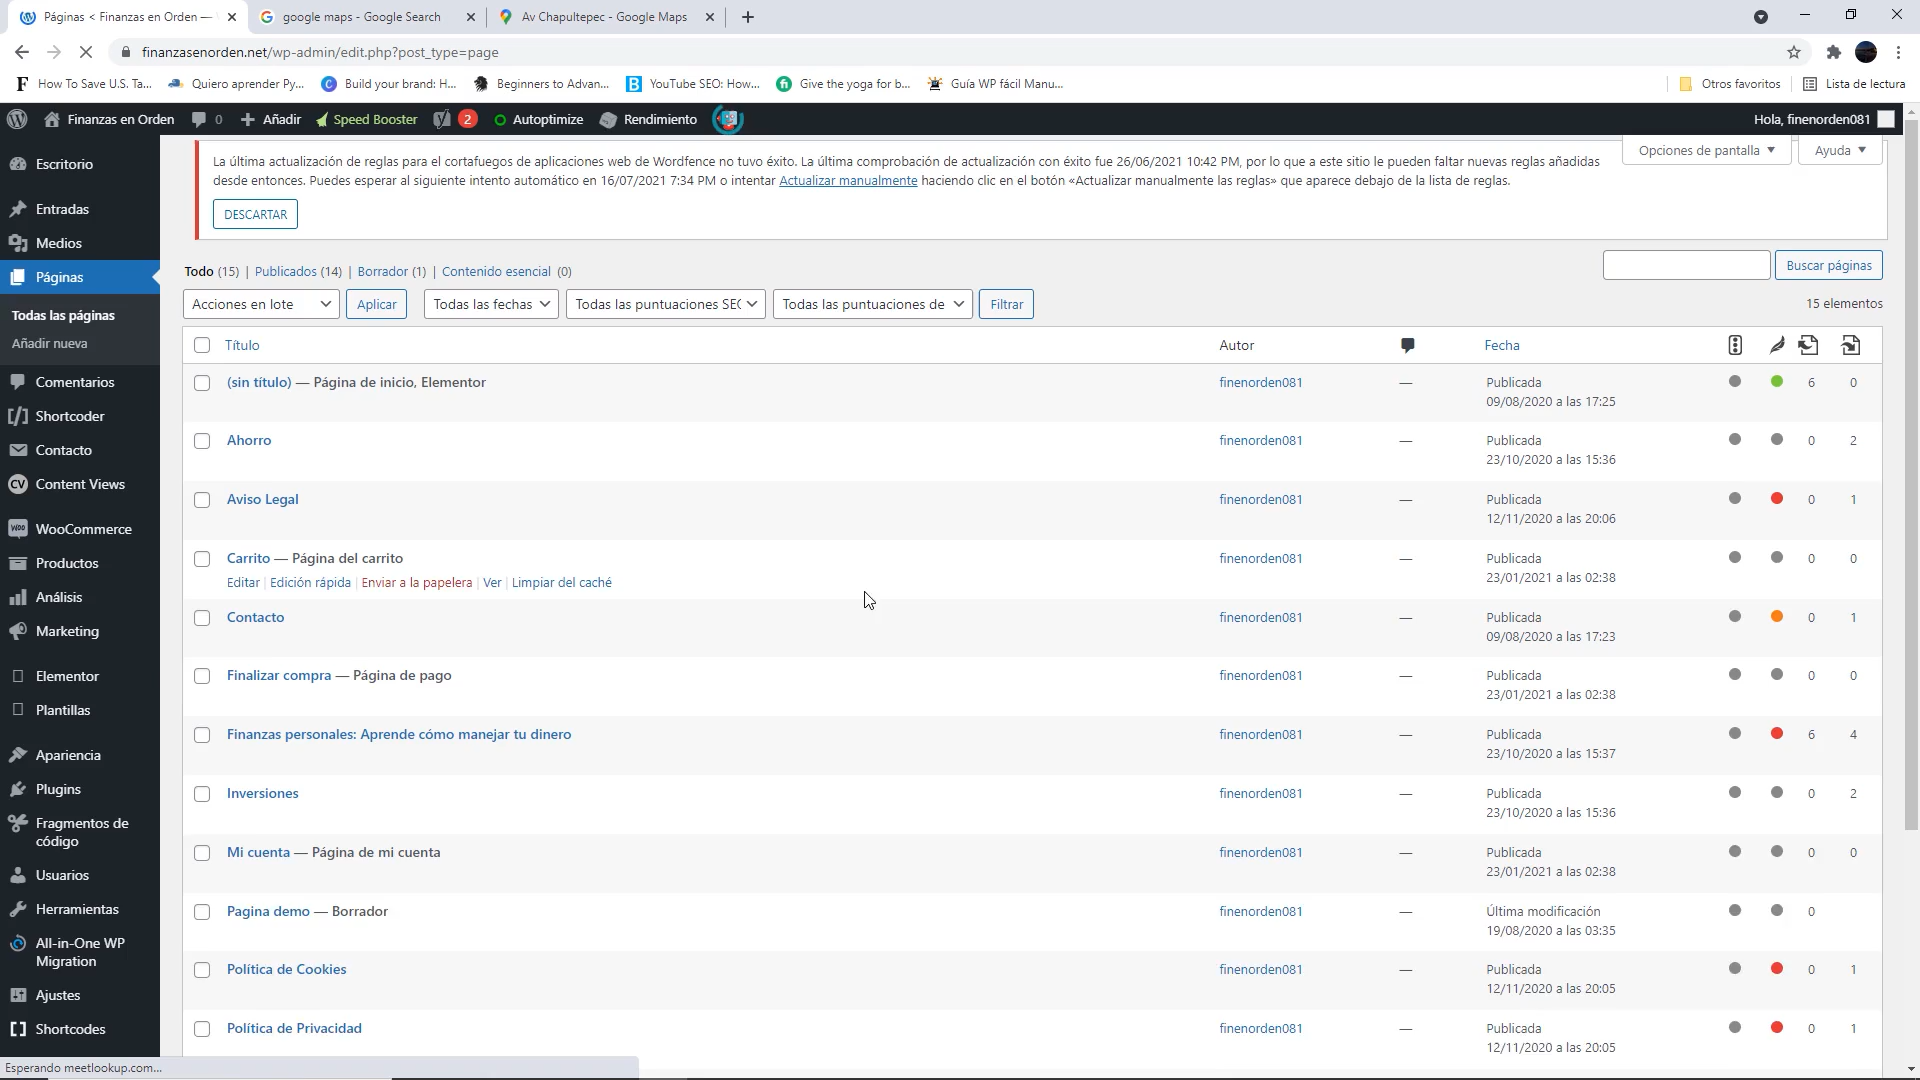 Páginas < Finanzas en Orden —
google maps - Google Search
Av Chapultepec - Google Maps
finanzasenorden.net/wp-admin/edit.php?post_type=page
How To Save U.S. Ta...
Quiero aprender Py...
Build your brand: H...
Beginners to Advan...
YouTube SEO: How...
Give the yoga for b...
Guía WP fácil Manu...
Otros favoritos
Lista de lectura
Finanzas en Orden
0
Añadir
Speed Booster
2
Autoptimize
Rendimiento
Hola, finenorden081
Escritorio
Entradas
Medios
Páginas
Todas las páginas
Añadir nueva
Comentarios
Shortcoder
Contacto
Content Views
WooCommerce
Productos
Análisis
Marketing
Elementor
Plantillas
Apariencia
Plugins
Fragmentos de
código
Usuarios
Herramientas
All-in-One WP
Migration
Ajustes
Shortcodes
Opciones de pantalla
Ayuda
La última actualización de reglas para el cortafuegos de aplicaciones web de Wordfence no tuvo éxito. La última comprobación de actualización con éxito fue 26/06/2021 10:42 PM, por lo que a este sitio le pueden faltar nuevas reglas añadidas
desde entonces. Puedes esperar al siguiente intento automático en 16/07/2021 7:34 PM o intentar Actualizar manualmente haciendo clic en el botón «Actualizar manualmente las reglas» que aparece debajo de la lista de reglas.
DESCARTAR
Todo (15) | Publicados (14) | Borrador (1) | Contenido esencial (0)
Buscar páginas
Acciones en lote
Aplicar
Todas las fechas
Todas las puntuaciones SEO
Todas las puntuaciones de
Filtrar
15 elementos
Título Autor Fecha
(sin título) — Página de inicio, Elementor finenorden081 — Publicada 6 0
09/08/2020 a las 17:25
Ahorro finenorden081 — Publicada 0 2
23/10/2020 a las 15:36
Aviso Legal finenorden081 — Publicada 0 1
12/11/2020 a las 20:06
Carrito — Página del carrito finenorden081 — Publicada 0 0
23/01/2021 a las 02:38
Editar | Edición rápida | Enviar a la papelera | Ver | Limpiar del caché
Contacto finenorden081 — Publicada 0 1
09/08/2020 a las 17:23
Finalizar compra — Página de pago finenorden081 — Publicada 0 0
23/01/2021 a las 02:38
Finanzas personales: Aprende cómo manejar tu dinero finenorden081 — Publicada 6 4
23/10/2020 a las 15:37
Inversiones finenorden081 — Publicada 0 2
23/10/2020 a las 15:36
Mi cuenta — Página de mi cuenta finenorden081 — Publicada 0 0
23/01/2021 a las 02:38
Pagina demo — Borrador finenorden081 — Última modificación 0
19/08/2020 a las 03:35
Política de Cookies finenorden081 — Publicada 0 1
12/11/2020 a las 20:05
Política de Privacidad finenorden081 — Publicada 0 1
12/11/2020 a las 20:05
Esperando meetlookup.com...